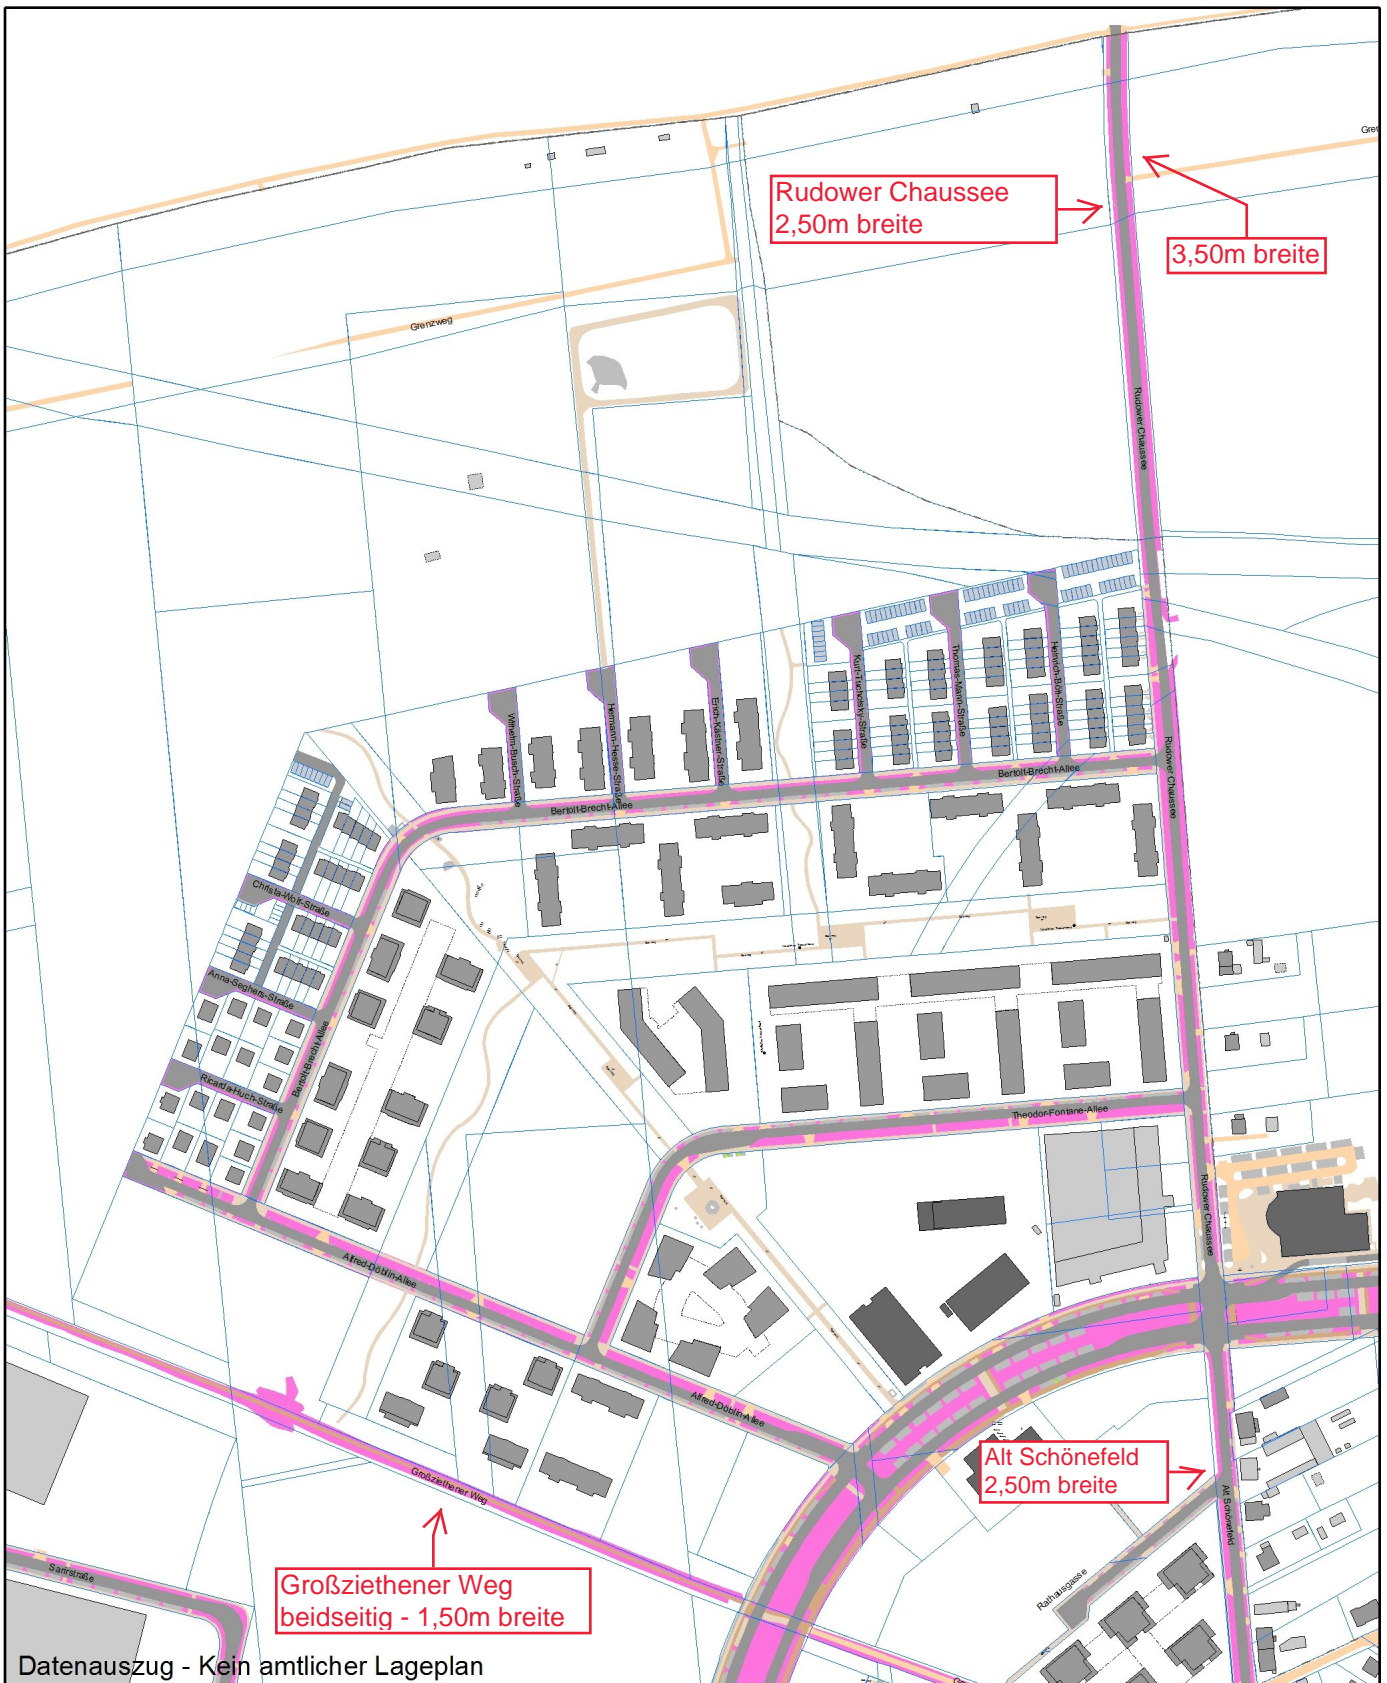 Gren
Rudower Chaussee
2,50m breite
3,50m breite
Grenzweg
Rudower Chaussee
Kurt-Tucholsky-Straße
Thomas-Mann-Straße
Heinrich-Böll-Straße
Wilhelm-Busch-Straße
Hermann-Hesse-Straße
Erich-Kästner-Straße
Rudower Chaussee
Bertolt-Brecht-Allee
Bertolt-Brecht-Allee
Christa-Wolf-Straße
Anna-Seghers-Straße
Bertolt-Brecht-Allee
Ricarda-Huch-Straße
Theodor-Fontane-Allee
Rudower Chaussee
Alfred-Döblin-Allee
Alfred-Döblin-Allee
Alt Schönefeld
2,50m breite
Großziethener Weg
Alt Schönefeld
Großziethener Weg
beidseitig - 1,50m breite
Sarirstraße
Rathausgasse
Datenauszug - Kein amtlicher Lageplan